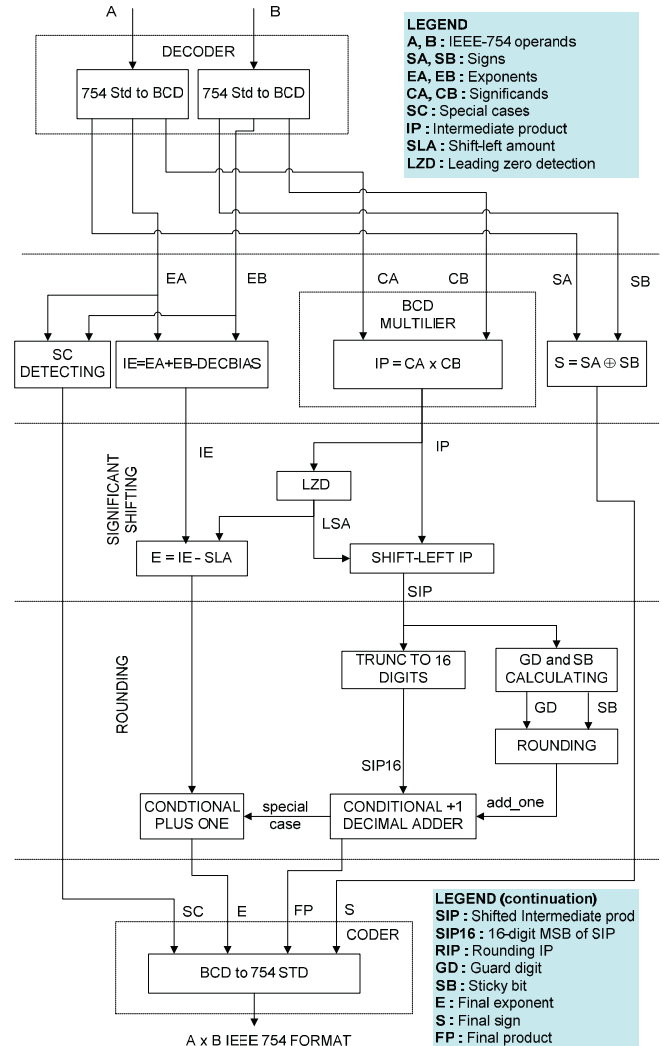 A
B
DECODER
754 Std to BCD
754 Std to BCD
LEGEND
A, B : IEEE-754 operands
SA, SB : Signs
EA, EB : Exponents
CA, CB : Significands
SC : Special cases
IP : Intermediate product
SLA : Shift-left amount
LZD : Leading zero detection
EA
EB
CA
CB
SA
SB
BCD
MULTILIER
SC
DETECTING
IE=EA+EB-DECBIAS
IP = CA x CB
S = SA ⊕ SB
SIGNIFICANT
SHIFTING
IE
IP
LZD
LSA
E = IE – SLA
SHIFT-LEFT IP
SIP
ROUNDING
TRUNC TO 16
DIGITS
GD and SB
CALCULATING
GD
SB
ROUNDING
SIP16
CONDTIONAL
PLUS ONE
special
case
CONDITIONAL +1
DECIMAL ADDER
add_one
SC
E
FP
S
CODER
BCD to 754 STD
A x B IEEE 754 FORMAT
LEGEND (continuation)
SIP : Shifted Intermediate prod
SIP16 : 16-digit MSB of SIP
RIP : Rounding IP
GD : Guard digit
SB : Sticky bit
E : Final exponent
S : Final sign
FP : Final product